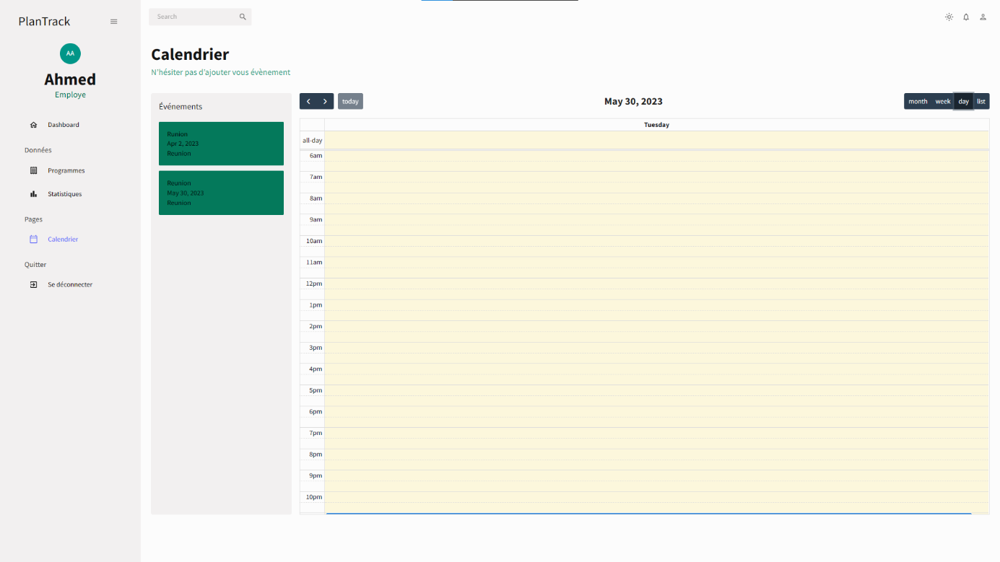 PlanTrack
AA
Ahmed
Employe
Dashboard
Données
Programmes
Statistiques
Pages
Calendrier
Quitter
Se déconnecter
Search
Calendrier
N'hésiter pas d'ajouter vous évènement
Événements
Runion
Apr 2, 2023
Reunion
Reunion
May 30, 2023
Reunion
today
May 30, 2023
month week day list
Tuesday
all-day
6am
7am
8am
9am
10am
11am
12pm
1pm
2pm
3pm
4pm
5pm
6pm
7pm
8pm
9pm
10pm